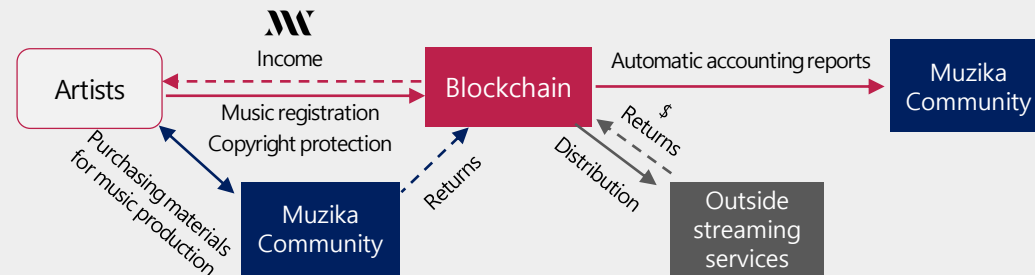 Income
Artists
Music registration
Copyright protection
Blockchain
Automatic accounting reports
Muzika
Community
Purchasing materials
for music production
Muzika
Community
Returns
$
Returns
Distribution
Outside
streaming
services